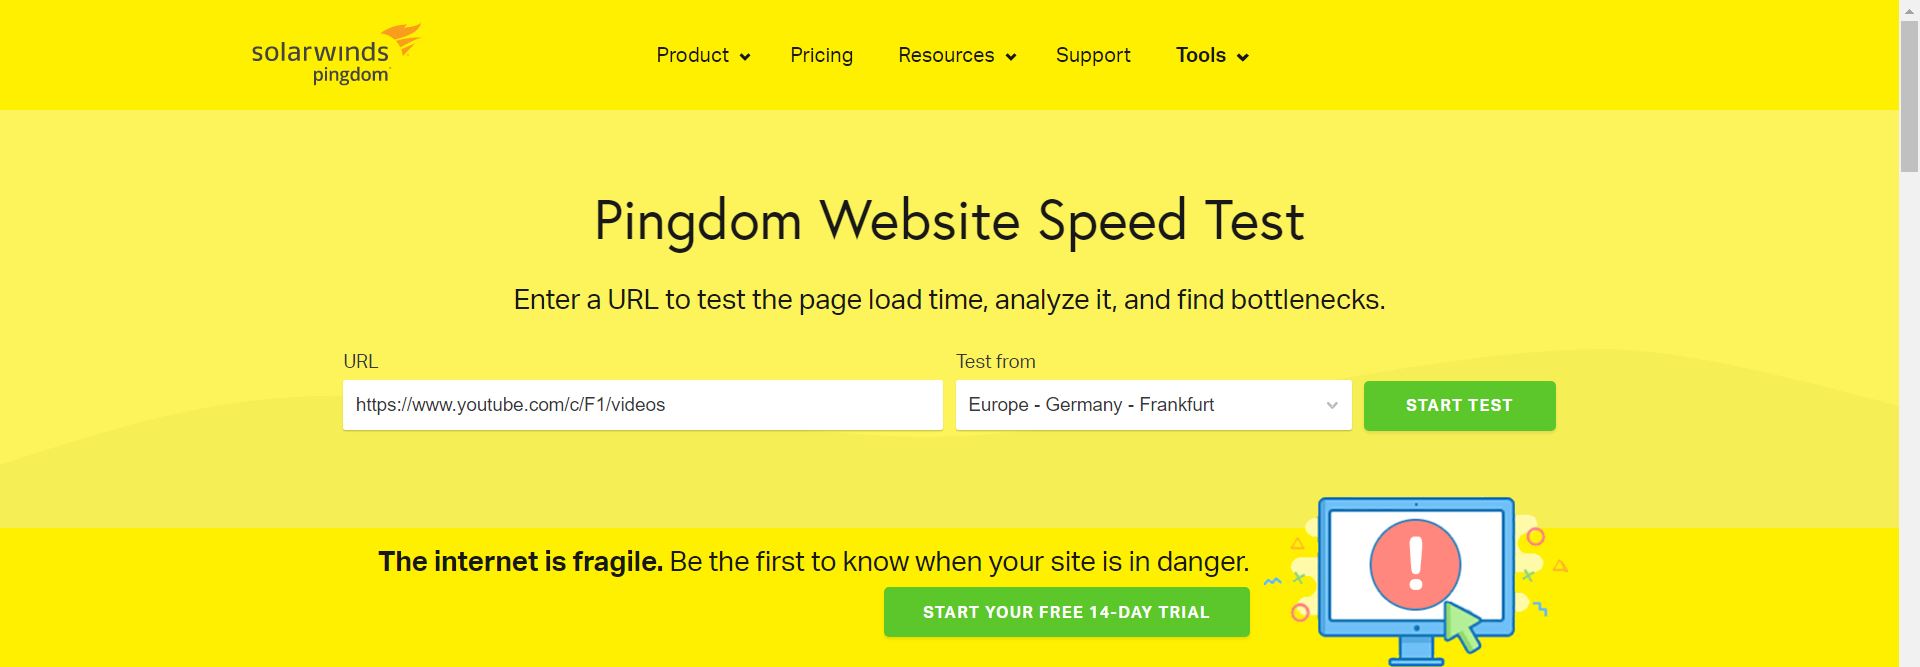 solarwinds
pingdom
Product
Pricing
Resources
Support
Tools
Pingdom Website Speed Test
Enter a URL to test the page load time, analyze it, and find bottlenecks.
URL
Test from
https://www.youtube.com/c/F1/videos
Europe - Germany - Frankfurt
START TEST
The internet is fragile. Be the first to know when your site is in danger.
START YOUR FREE 14-DAY TRIAL
!